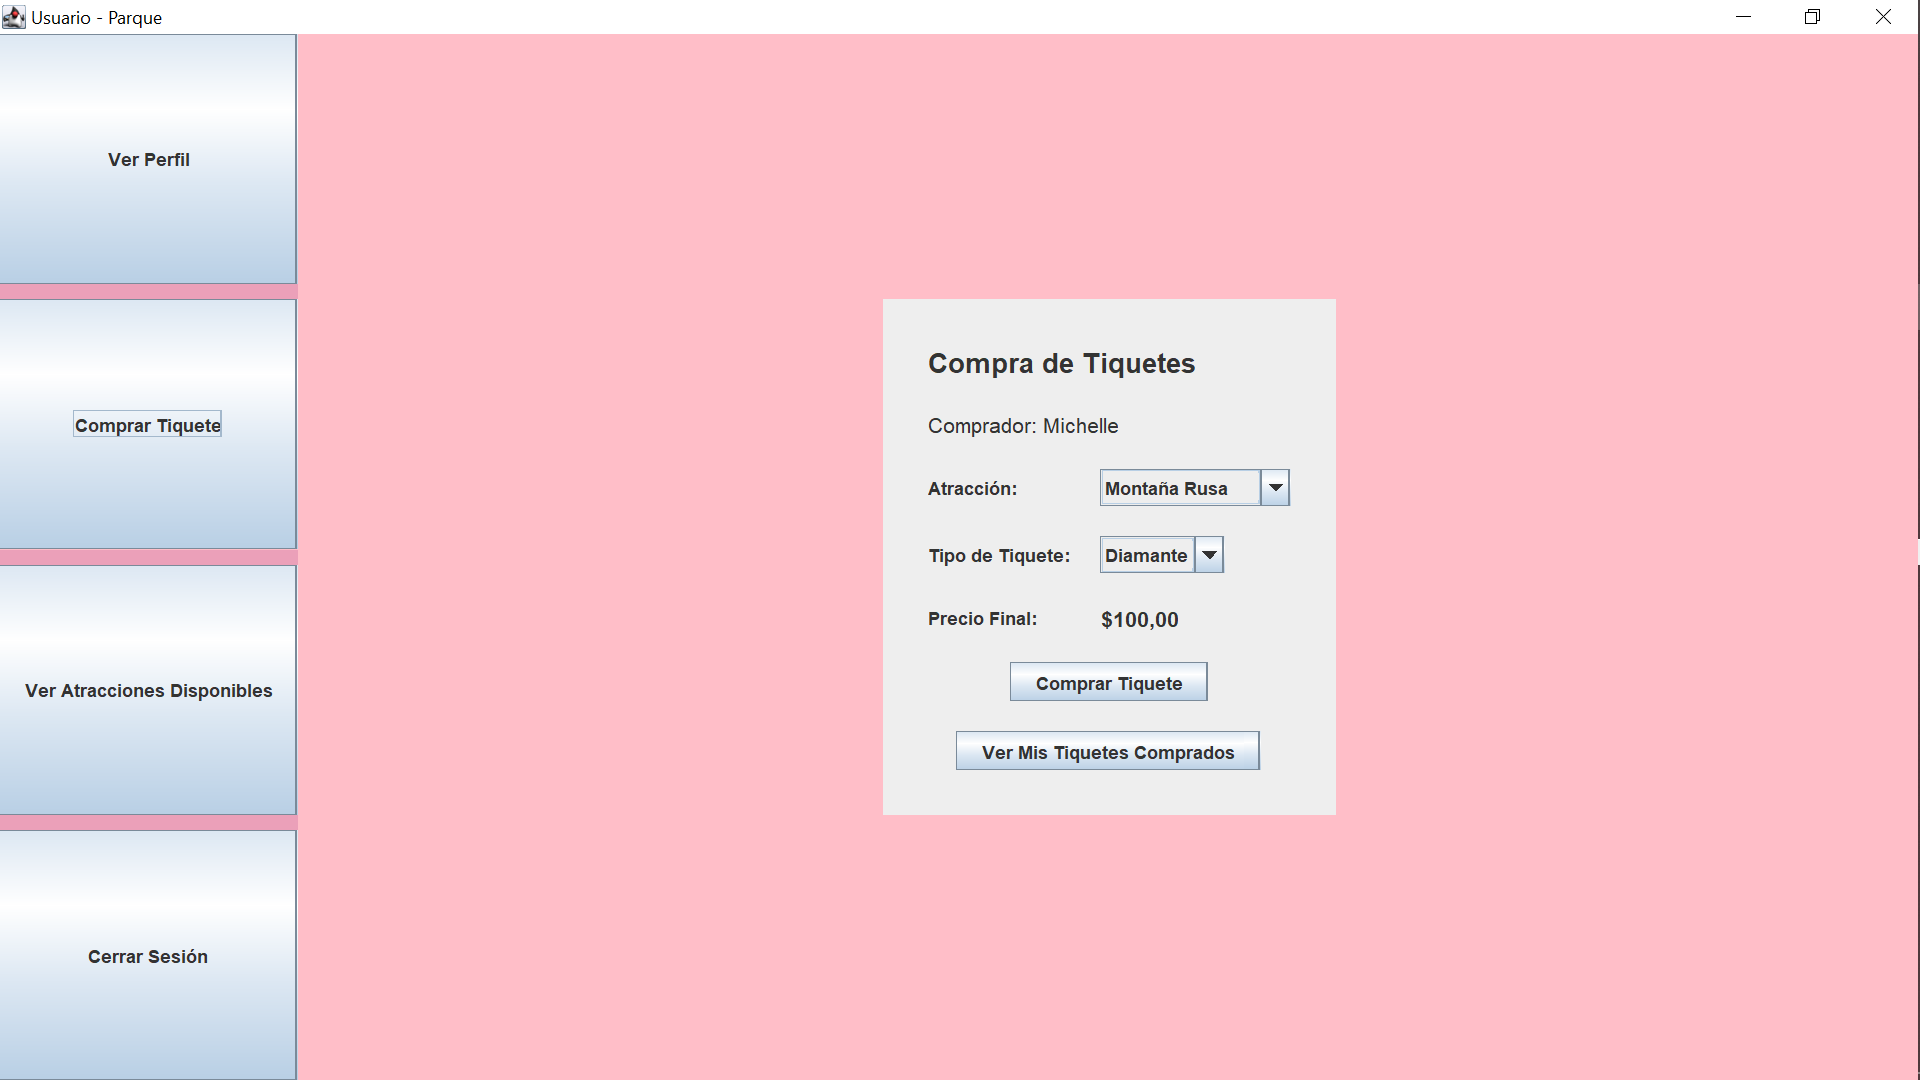 Usuario - Parque
Ver Perfil
Comprar Tiquete
Ver Atracciones Disponibles
Cerrar Sesión
Compra de Tiquetes
Comprador: Michelle
Atracción: Montaña Rusa
Tipo de Tiquete: Diamante
Precio Final: $100,00
Comprar Tiquete
Ver Mis Tiquetes Comprados